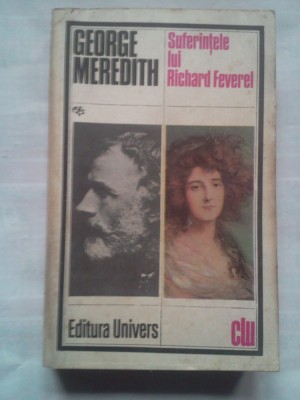 GEORGE
MEREDITH
Suferințele
lui
Richard Feverel
Editura Univers
clu